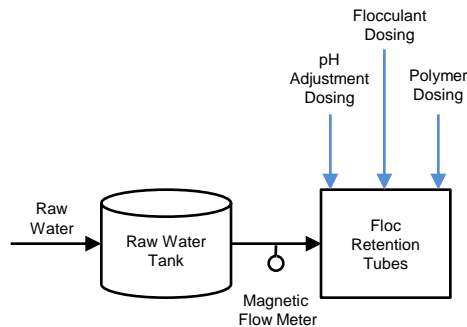 Flocculant
Dosing
pH
Adjustment
Dosing
Polymer
Dosing
Raw
Water
Raw Water
Tank
Floc
Retention
Tubes
Magnetic
Flow Meter